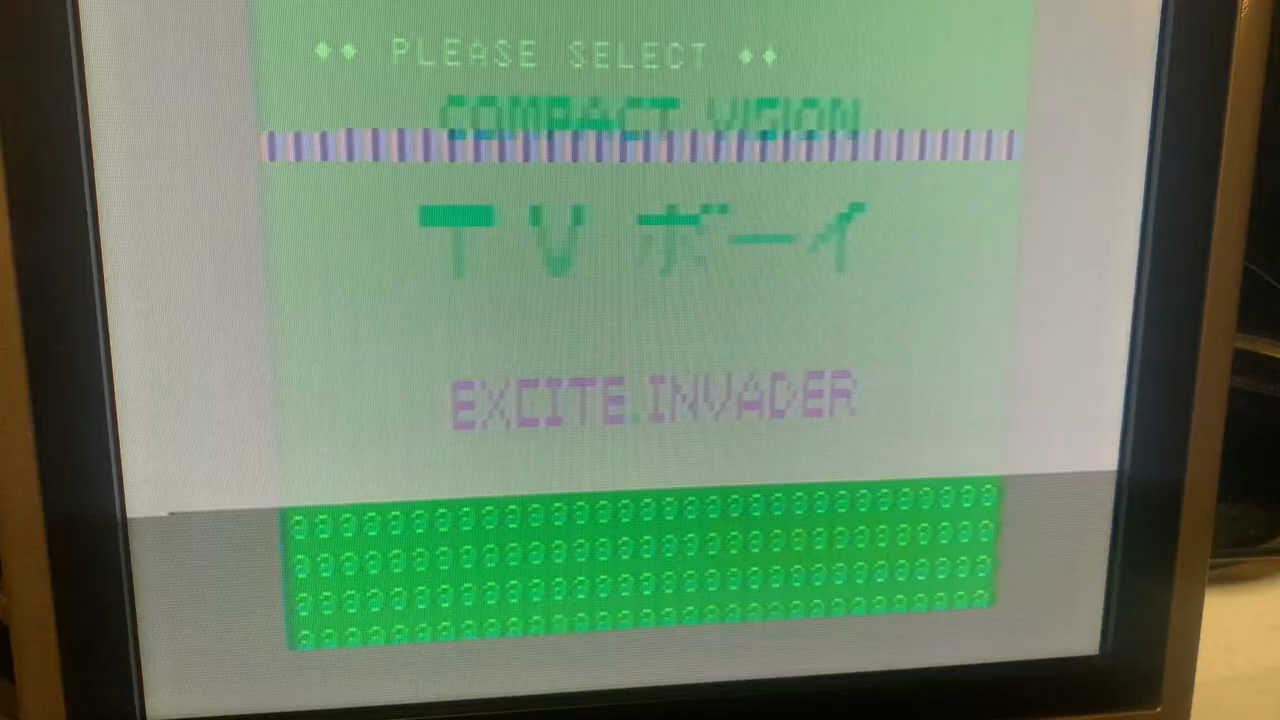 ♦♦ PLEASE SELECT ♦♦
COMPACT VISION
TV ボーイ
EXCITE.INVADER